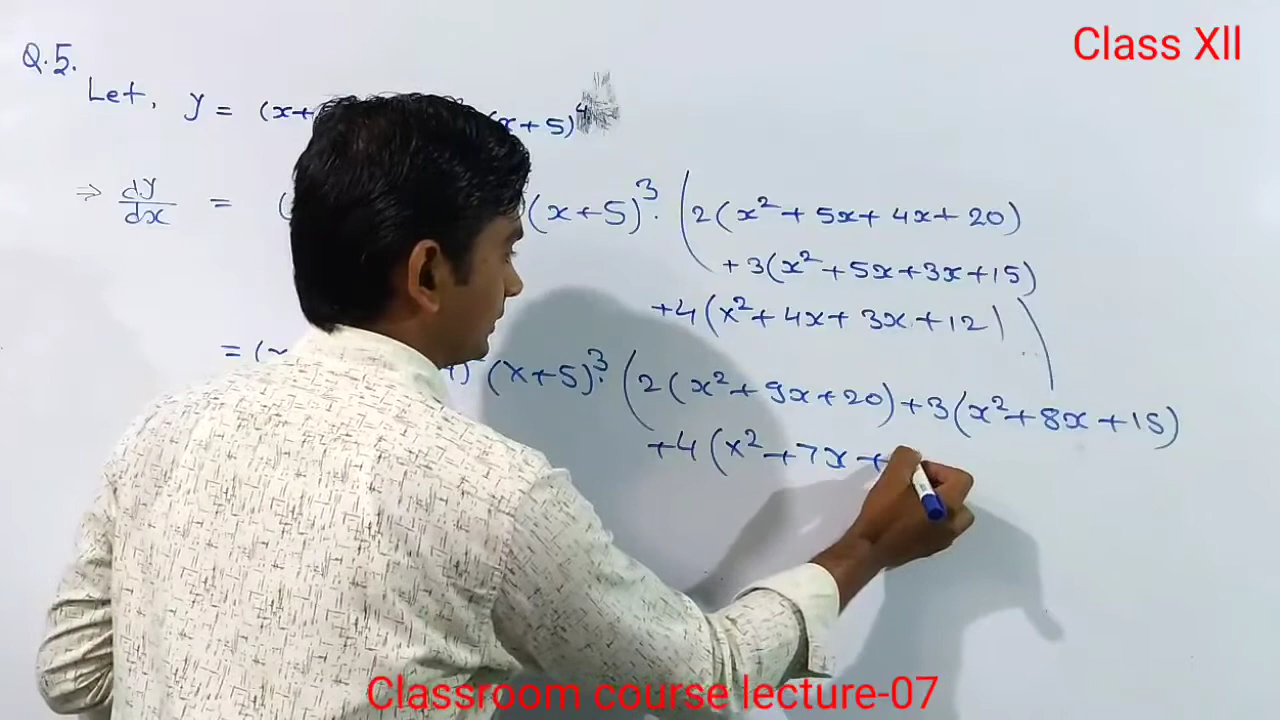 Class Xll
Q.5.
Let, y = (x+ (x+5)⁴
⇒ dy/dx = ( (x+5)³. (2(x²+5x+4x+20)
+3(x²+5x+3x+15)
+4(x²+4x+3x+12))
= (x (x+5)³. (2(x²+9x+20)+3(x²+8x+15)
+4(x²+7x+
Classroom course lecture-07